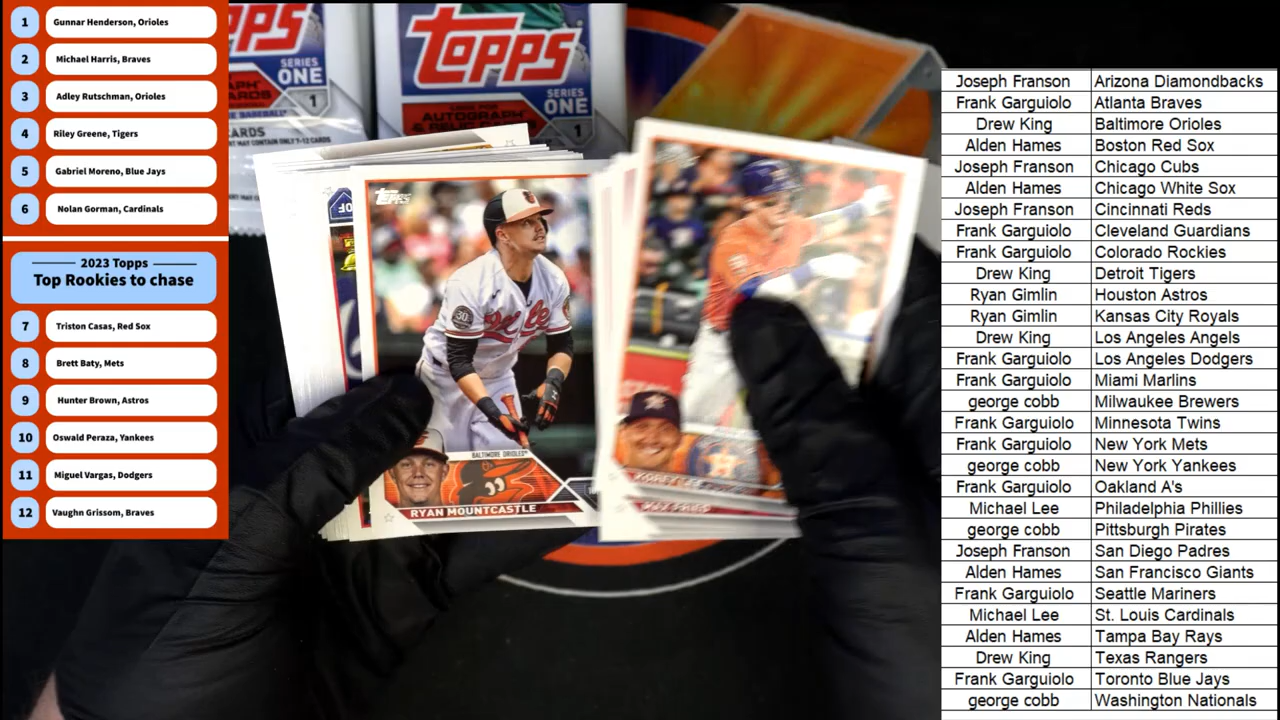 1 Gunnar Henderson, Orioles
2 Michael Harris, Braves
3 Adley Rutschman, Orioles
4 Riley Greene, Tigers
5 Gabriel Moreno, Blue Jays
6 Nolan Gorman, Cardinals
2023 Topps
Top Rookies to chase
7 Triston Casas, Red Sox
8 Brett Baty, Mets
9 Hunter Brown, Astros
10 Oswald Peraza, Yankees
11 Miguel Vargas, Dodgers
12 Vaughn Grissom, Braves
SERIES
ONE
1
CARDS
topps
SERIES
ONE
1
AUTOGRAPH
& RELIC
Topps
30
BALTIMORE ORIOLES
RYAN MOUNTCASTLE
Joseph Franson Arizona Diamondbacks
Frank Garguiolo Atlanta Braves
Drew King Baltimore Orioles
Alden Hames Boston Red Sox
Joseph Franson Chicago Cubs
Alden Hames Chicago White Sox
Joseph Franson Cincinnati Reds
Frank Garguiolo Cleveland Guardians
Frank Garguiolo Colorado Rockies
Drew King Detroit Tigers
Ryan Gimlin Houston Astros
Ryan Gimlin Kansas City Royals
Drew King Los Angeles Angels
Frank Garguiolo Los Angeles Dodgers
Frank Garguiolo Miami Marlins
george cobb Milwaukee Brewers
Frank Garguiolo Minnesota Twins
Frank Garguiolo New York Mets
george cobb New York Yankees
Frank Garguiolo Oakland A's
Michael Lee Philadelphia Phillies
george cobb Pittsburgh Pirates
Joseph Franson San Diego Padres
Alden Hames San Francisco Giants
Frank Garguiolo Seattle Mariners
Michael Lee St. Louis Cardinals
Alden Hames Tampa Bay Rays
Drew King Texas Rangers
Frank Garguiolo Toronto Blue Jays
george cobb Washington Nationals